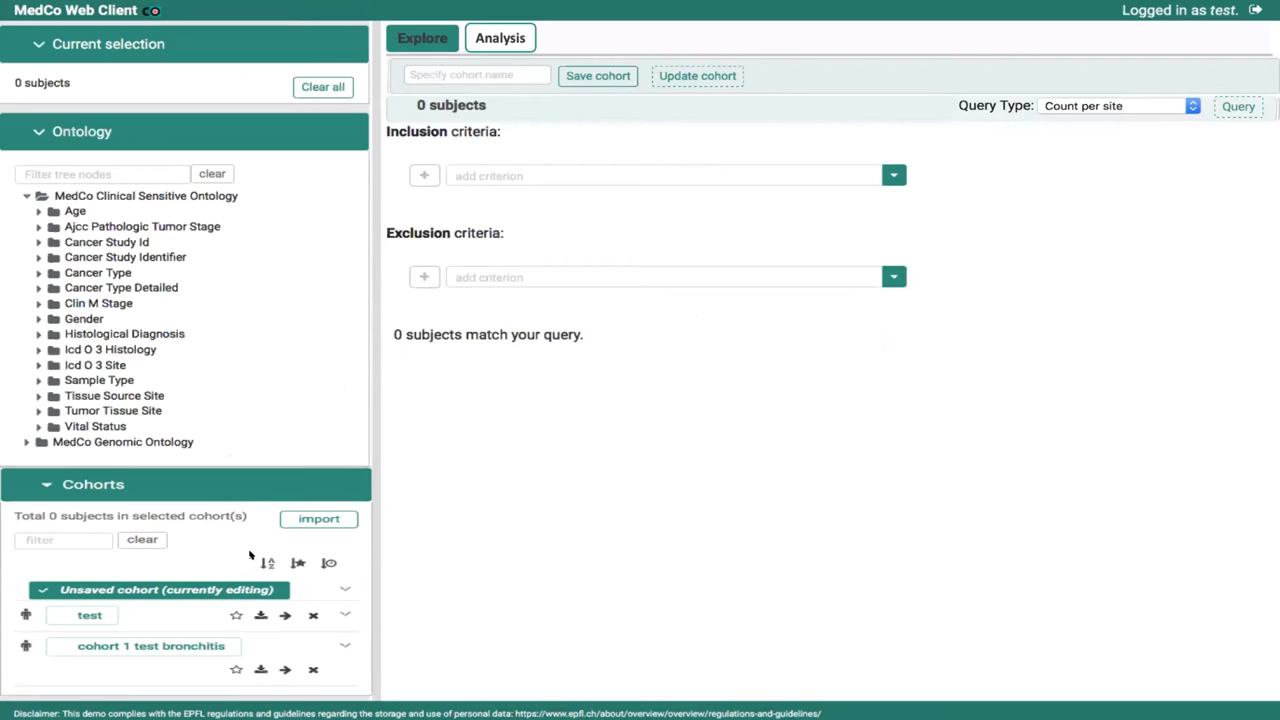 MedCo Web Client
Logged in as test.
Current selection
0 subjects
Clear all
Ontology
Filter tree nodes
clear
MedCo Clinical Sensitive Ontology
Age
Ajcc Pathologic Tumor Stage
Cancer Study Id
Cancer Study Identifier
Cancer Type
Cancer Type Detailed
Clin M Stage
Gender
Histological Diagnosis
Icd O 3 Histology
Icd O 3 Site
Sample Type
Tissue Source Site
Tumor Tissue Site
Vital Status
MedCo Genomic Ontology
Cohorts
Total 0 subjects in selected cohort(s)
import
filter
clear
Unsaved cohort (currently editing)
test
cohort 1 test bronchitis
Explore
Analysis
Specify cohort name
Save cohort
Update cohort
0 subjects
Query Type:
Count per site
Query
Inclusion criteria:
add criterion
Exclusion criteria:
add criterion
0 subjects match your query.
Disclaimer: This demo complies with the EPFL regulations and guidelines regarding the storage and use of personal data: https://www.epfl.ch/about/overview/overview/regulations-and-guidelines/